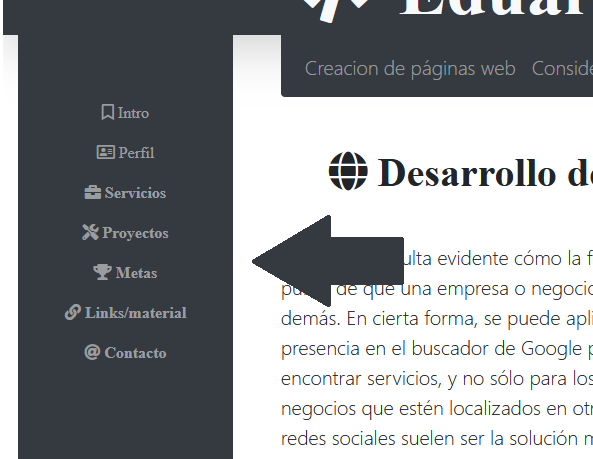 Eduar
Creacion de páginas web Conside
Intro
Perfil
Servicios
Proyectos
Metas
Links/material
Contacto
Desarrollo de
evidente cómo la f
de que una empresa o negocio
demás. En cierta forma, se puede apli
presencia en el buscador de Google p
encontrar servicios, y no sólo para los
negocios que estén localizados en otr
redes sociales suelen ser la solución m